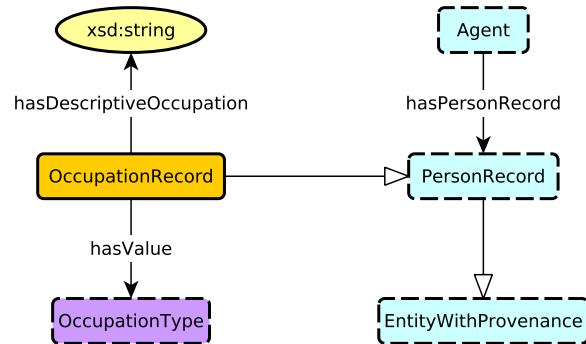 xsd:string
Agent
hasDescriptiveOccupation
hasPersonRecord
OccupationRecord
PersonRecord
hasValue
OccupationType
EntityWithProvenance